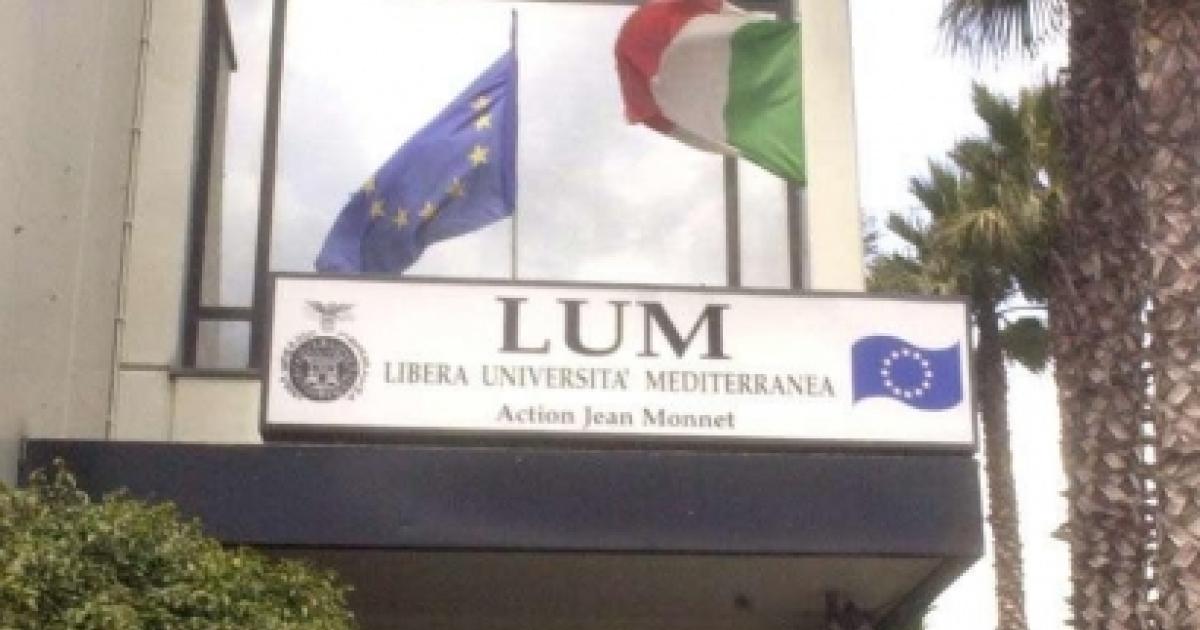 LUM
LIBERA UNIVERSITA' MEDITERRANEA
Action Jean Monnet